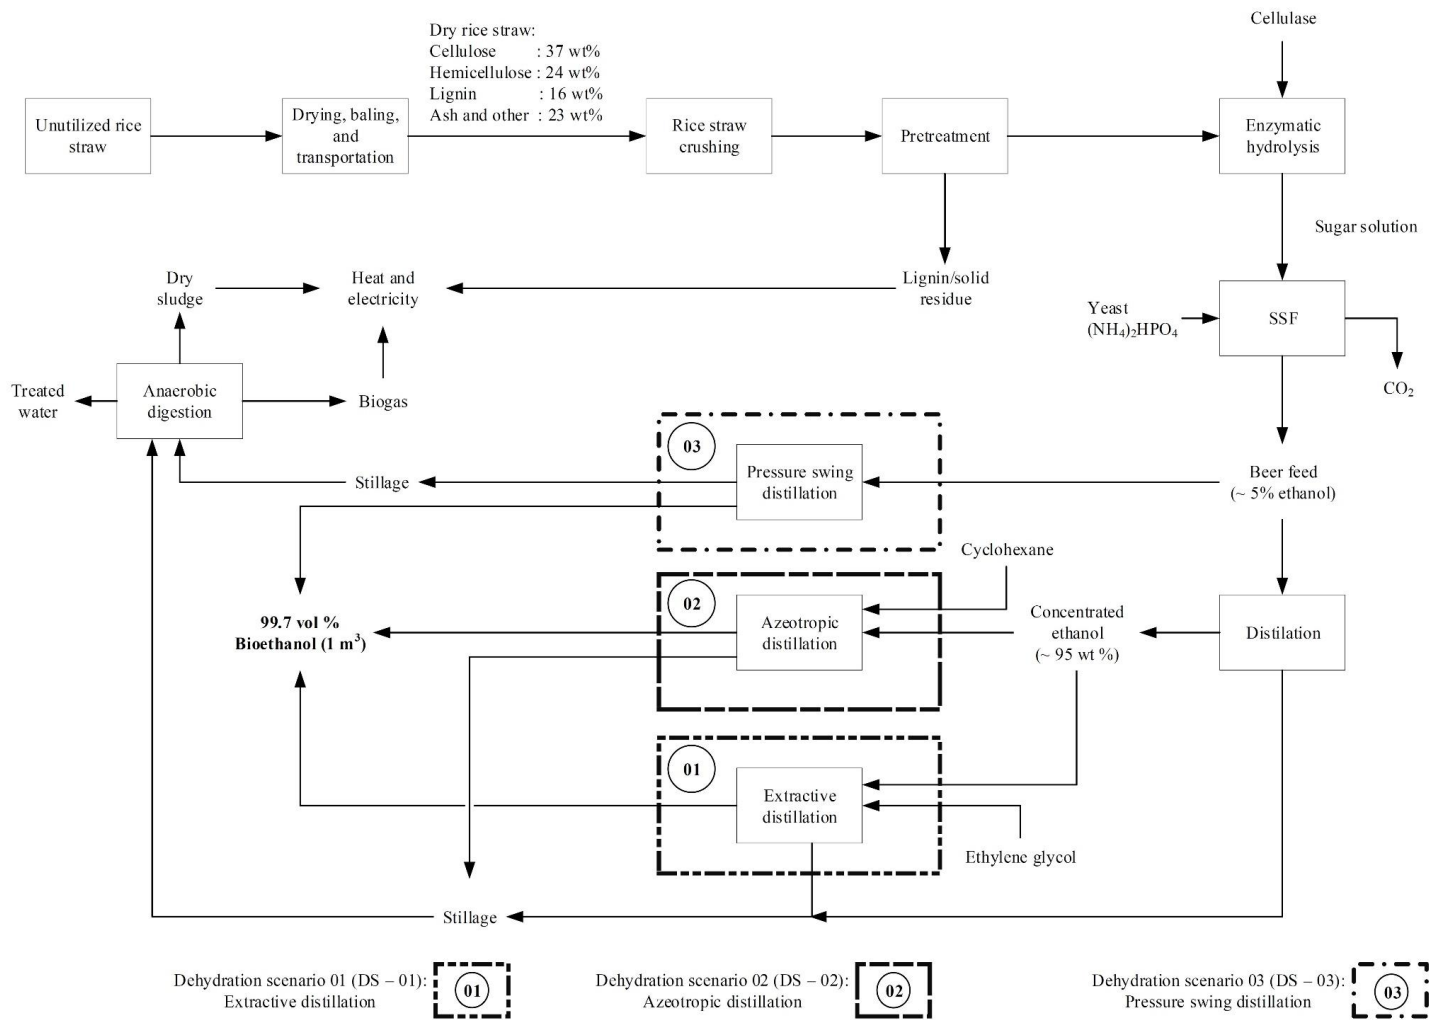 Cellulase
Dry rice straw:
Cellulose : 37 wt%
Hemicellulose : 24 wt%
Lignin : 16 wt%
Ash and other : 23 wt%
Unutilized rice
straw
Drying, baling,
and
transportation
Rice straw
crushing
Pretreatment
Enzymatic
hydrolysis
Sugar solution
Dry
sludge
Heat and
electricity
Lignin/solid
residue
Yeast
(NH4)2HPO4
SSF
CO2
Treated
water
Anaerobic
digestion
Biogas
03
Pressure swing
distillation
Stillage
Beer feed
(~ 5% ethanol)
Cyclohexane
02
Azeotropic
distillation
Concentrated
ethanol
(~ 95 wt %)
Distilation
99.7 vol %
Bioethanol (1 m3)
01
Extractive
distillation
Ethylene glycol
Stillage
Dehydration scenario 01 (DS – 01):
Extractive distillation
01
Dehydration scenario 02 (DS – 02):
Azeotropic distillation
02
Dehydration scenario 03 (DS – 03):
Pressure swing distillation
03